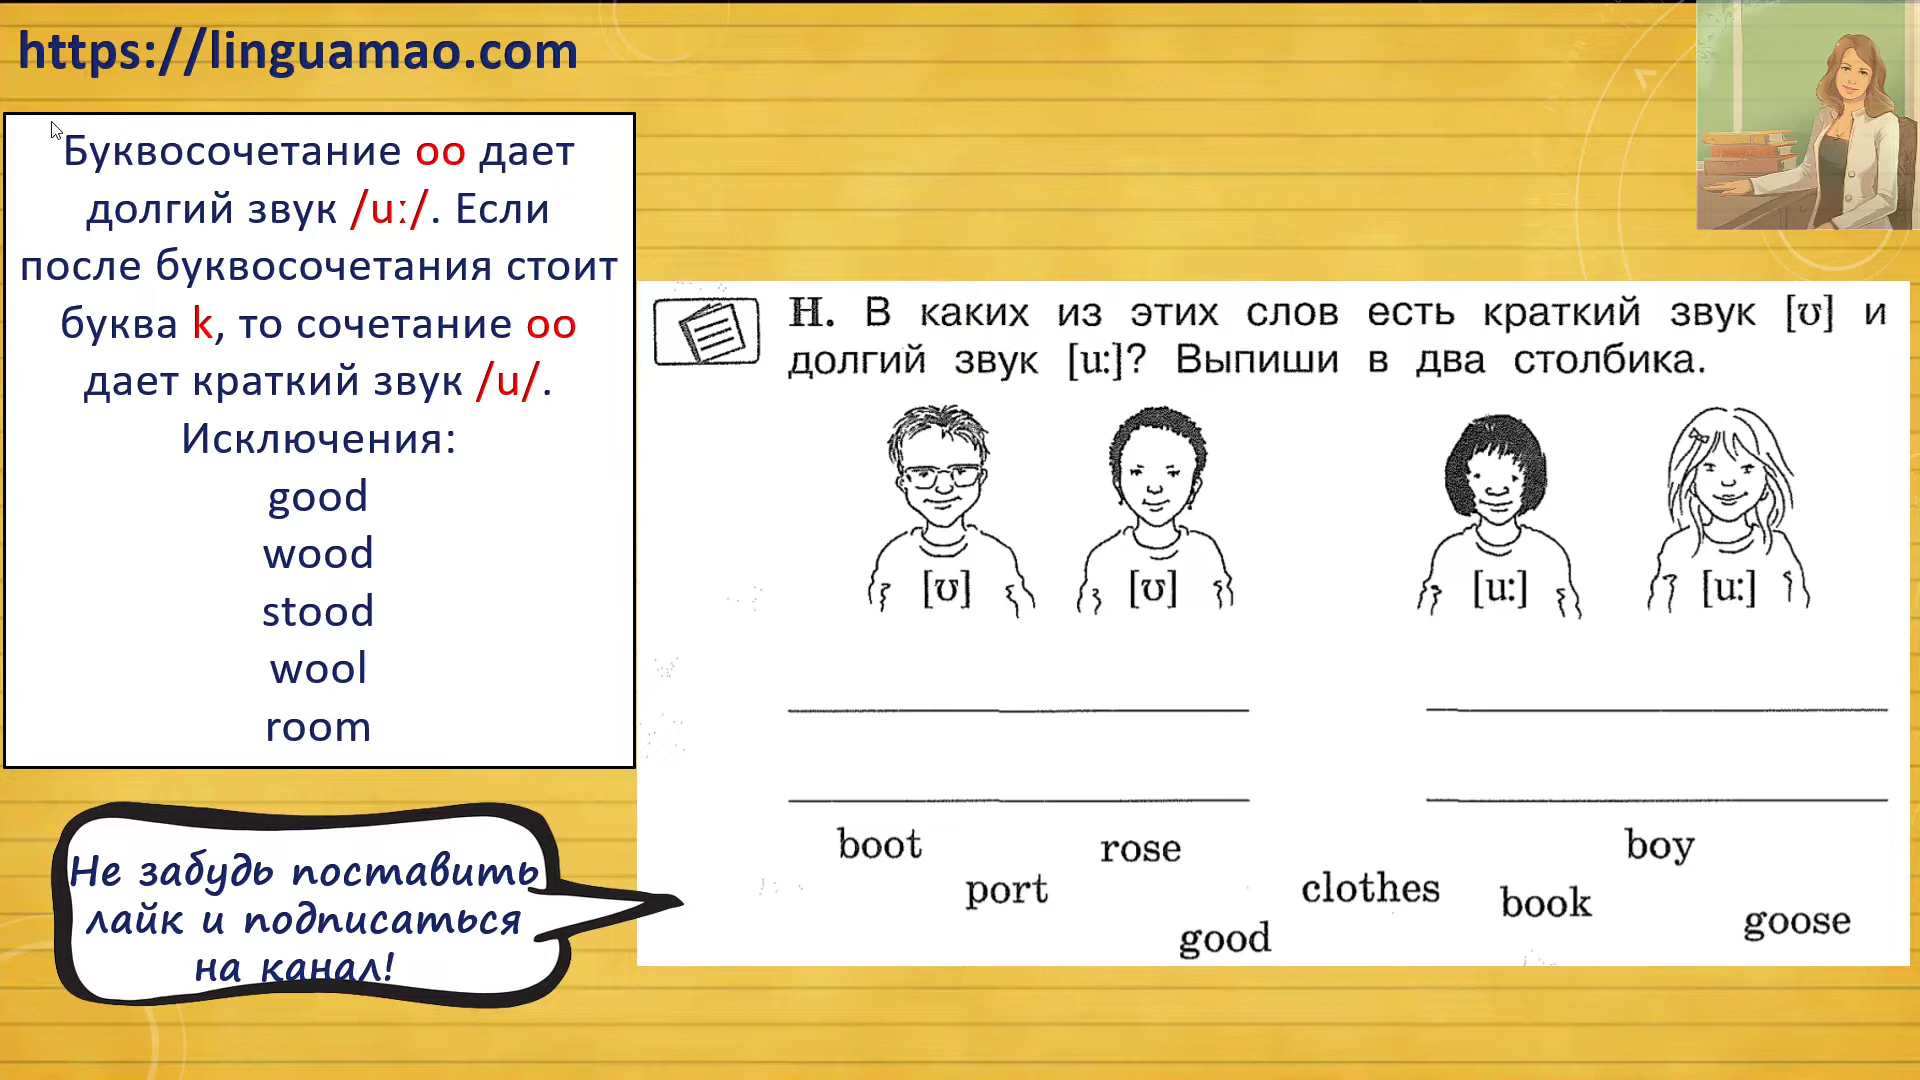 https://linguamao.com
Буквосочетание oo дает
долгий звук /u:/. Если
после буквосочетания стоит
буква k, то сочетание oo
дает краткий звук /u/.
Исключения:
good
wood
stood
wool
room
Не забудь поставить
лайк и подписаться
на канал!
H. В каких из этих слов есть краткий звук [ʊ] и
долгий звук [u:]? Выпиши в два столбика.
[ʊ] [ʊ] [u:] [u:]
boot rose boy
port clothes book
good goose